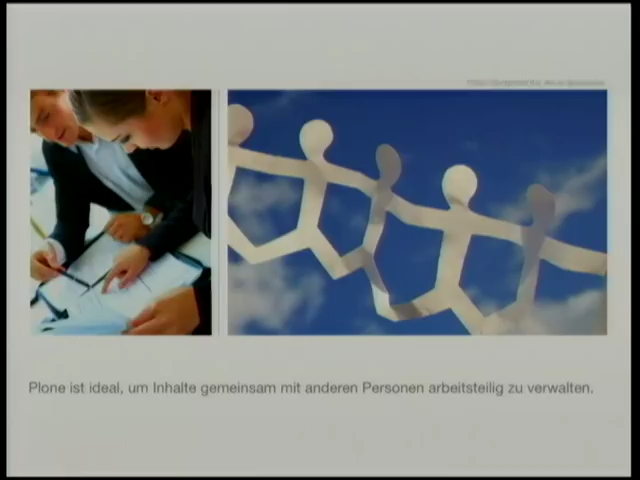 Plone ist ideal, um Inhalte gemeinsam mit anderen Personen arbeitsteilig zu verwalten.